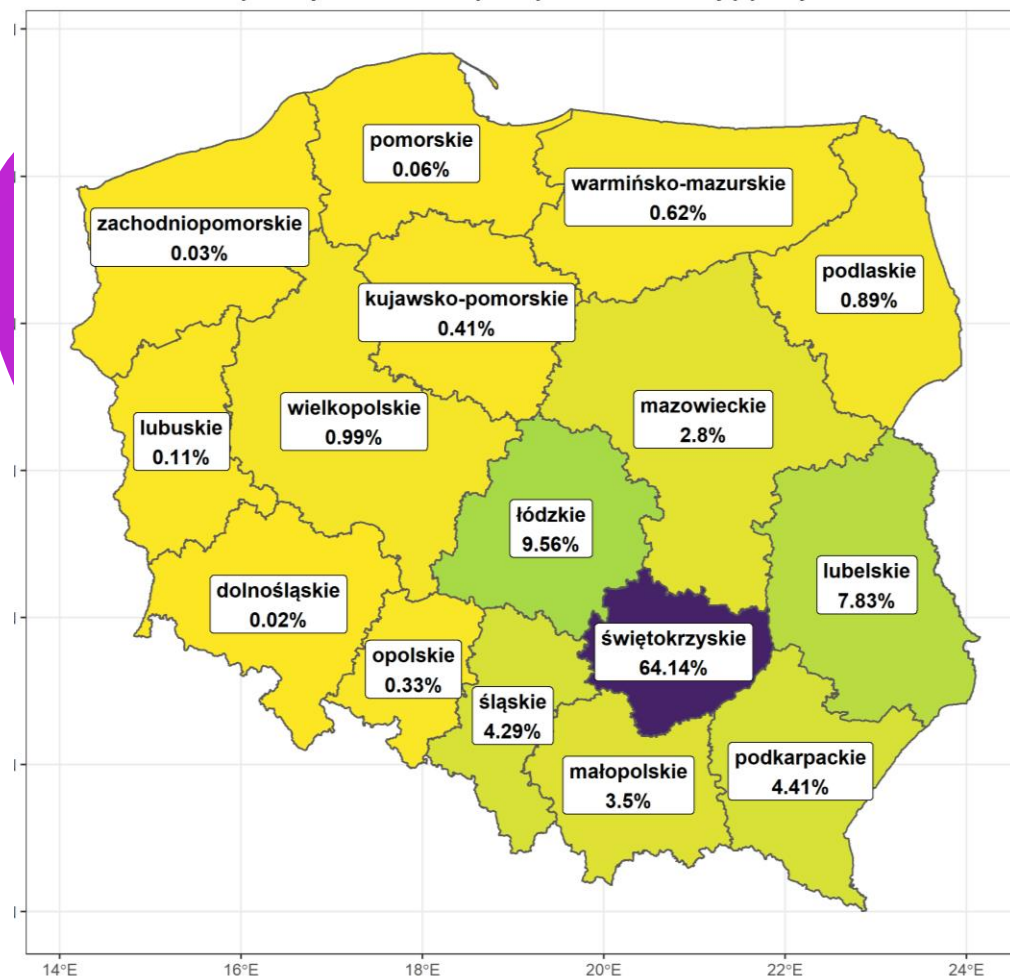 pomorskie
0.06%
warmińsko-mazurskie
0.62%
zachodniopomorskie
0.03%
podlaskie
0.89%
kujawsko-pomorskie
0.41%
wielkopolskie
0.99%
mazowieckie
2.8%
lubuskie
0.11%
łódzkie
9.56%
lubelskie
7.83%
dolnośląskie
0.02%
świętokrzyskie
64.14%
opolskie
0.33%
śląskie
4.29%
małopolskie
3.5%
podkarpackie
4.41%
14°E
16°E
18°E
20°E
22°E
24°E